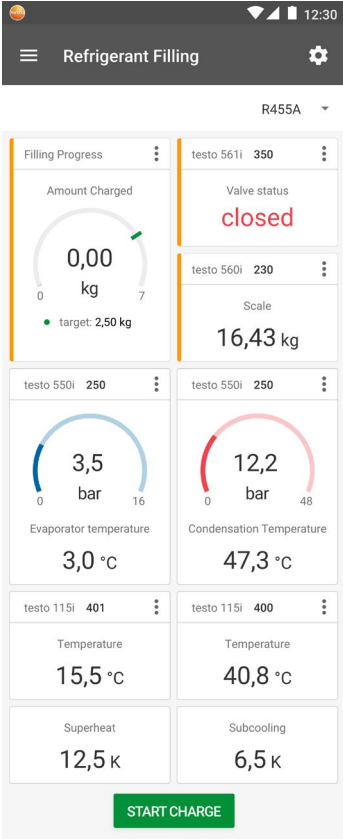 12:30
Refrigerant Filling
R455A
Filling Progress
Amount Charged
0,00
kg
0 7
target: 2,50 kg
testo 561i 350
Valve status
closed
testo 560i 230
Scale
16,43 kg
testo 550i 250
3,5
bar
0 16
Evaporator temperature
3,0 °C
testo 550i 250
12,2
bar
0 48
Condensation Temperature
47,3 °C
testo 115i 401
Temperature
15,5 °C
testo 115i 400
Temperature
40,8 °C
Superheat
12,5 K
Subcooling
6,5 K
START CHARGE